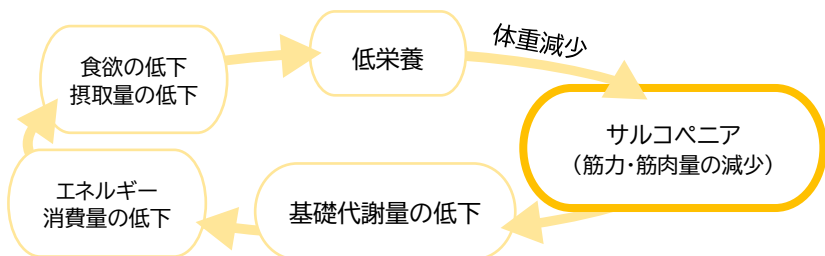 食欲の低下
摂取量の低下
低栄養
体重減少
サルコペニア
（筋力・筋肉量の減少）
基礎代謝量の低下
エネルギー
消費量の低下